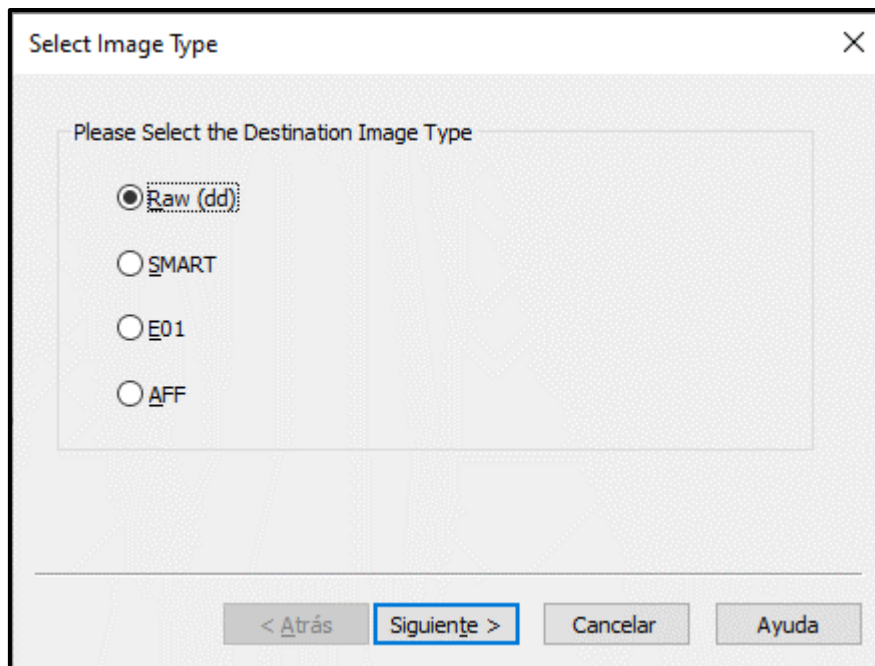 Select Image Type
Please Select the Destination Image Type
Raw (dd)
SMART
E01
AFF
< Atrás Siguiente > Cancelar Ayuda